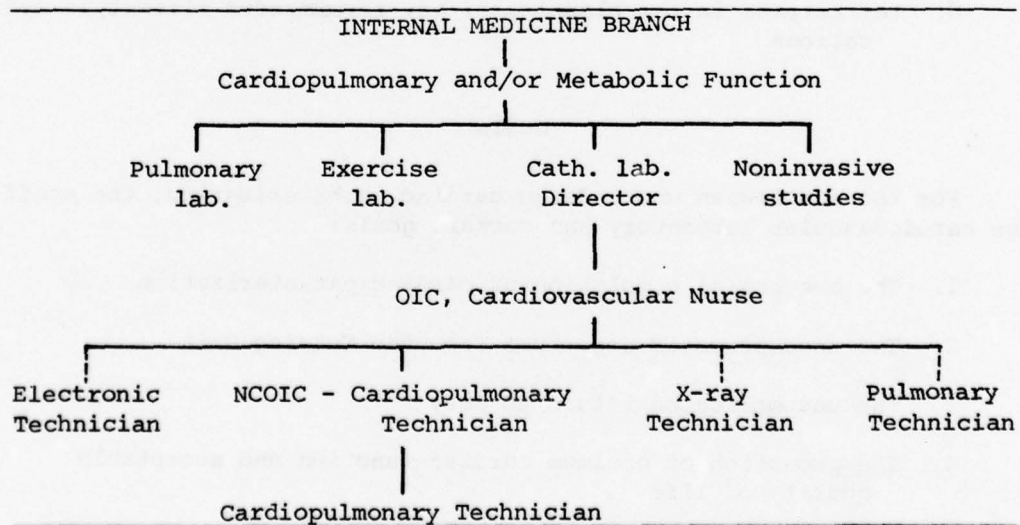 INTERNAL MEDICINE BRANCH
Cardiopulmonary and/or Metabolic Function
Pulmonary lab.
Exercise lab.
Cath. lab. Director
Noninvasive studies
OIC, Cardiovascular Nurse
Electronic Technician
NCOIC - Cardiopulmonary Technician
X-ray Technician
Pulmonary Technician
Cardiopulmonary Technician